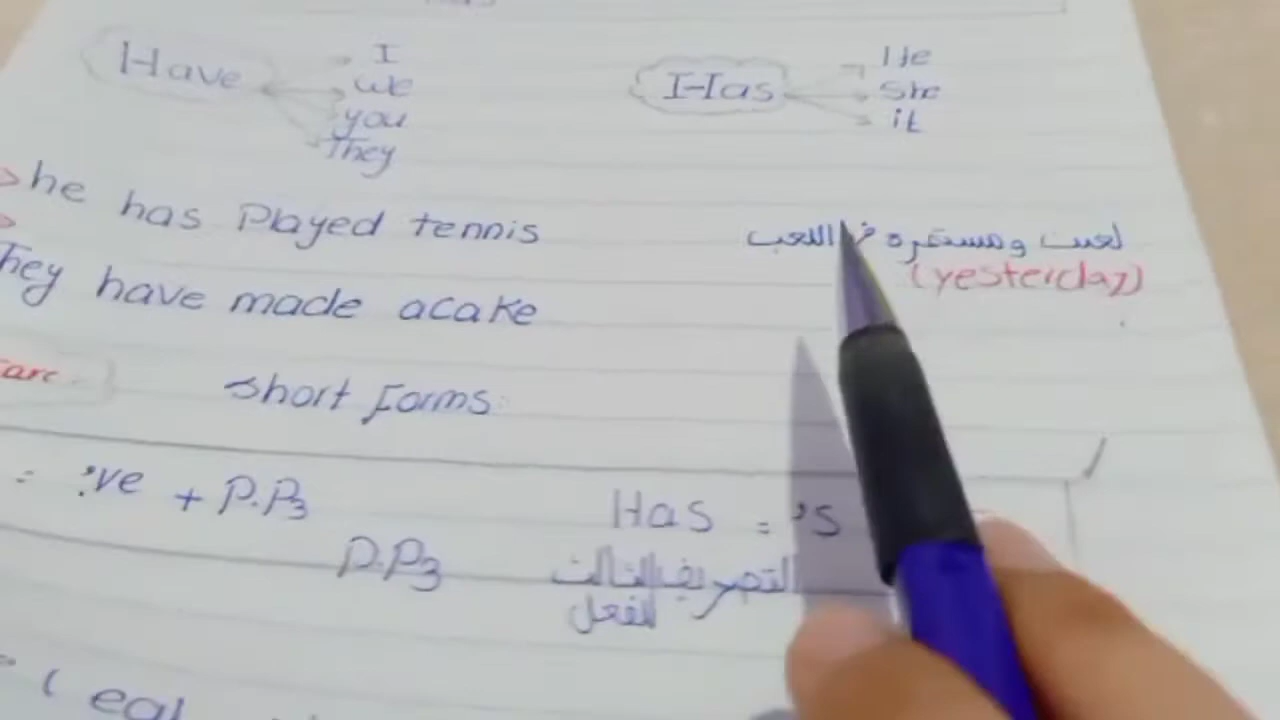 Have
I
we
you
They
Has
He
She
it
he has Played tennis
لعبت ومستمره في اللعب
(yesterday)
They have made acake
Short Forms
= 've + P.P3
Has = 's
P.P3
التصريف الثالث
للفعل
( eat